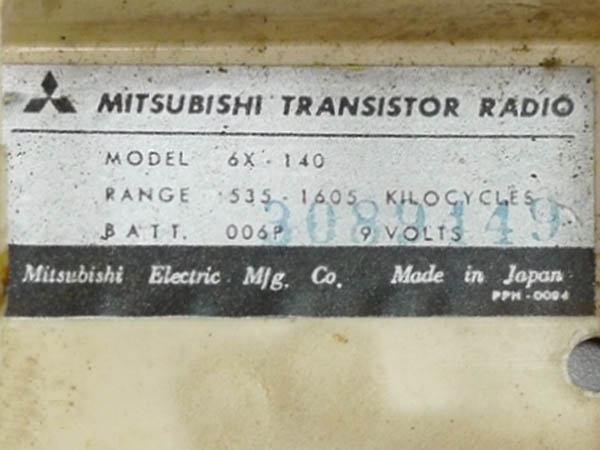 MITSUBISHI TRANSISTOR RADIO
MODEL 6X-140
RANGE 535-1605 KILOCYCLES
BATT. 006P 9 VOLTS
3089149
Mitsubishi Electric Mfg. Co. Made in Japan
PPH-0094